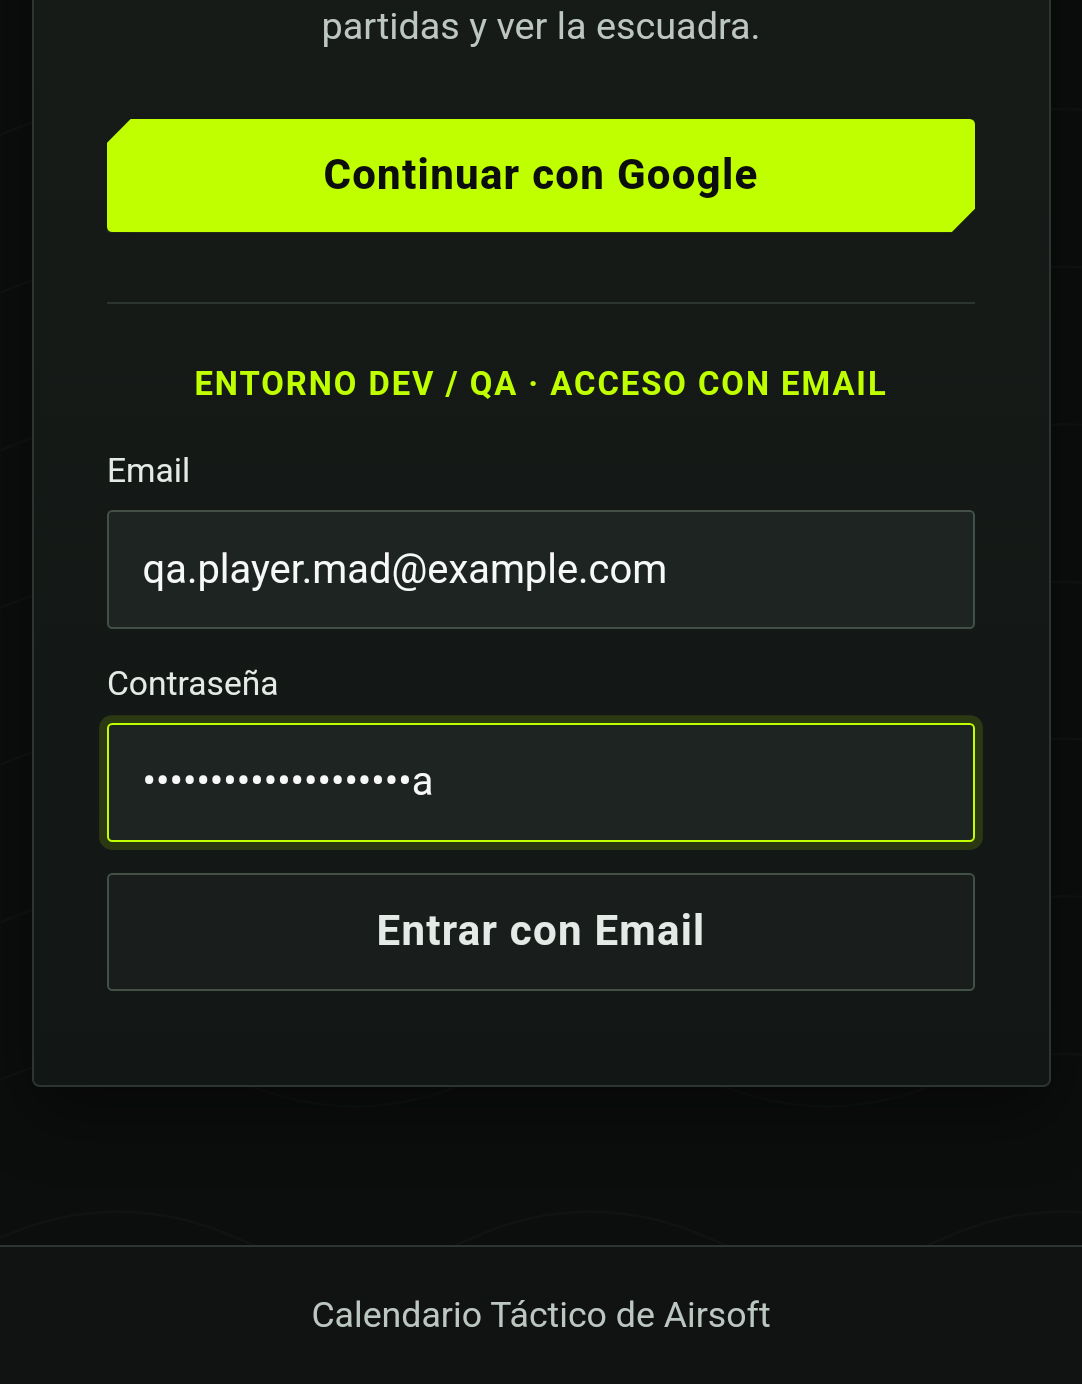 partidas y ver la escuadra.
Continuar con Google
ENTORNO DEV / QA · ACCESO CON EMAIL
Email
qa.player.mad@example.com
Contraseña
••••••••••••••••••••a
Entrar con Email
Calendario Táctico de Airsoft